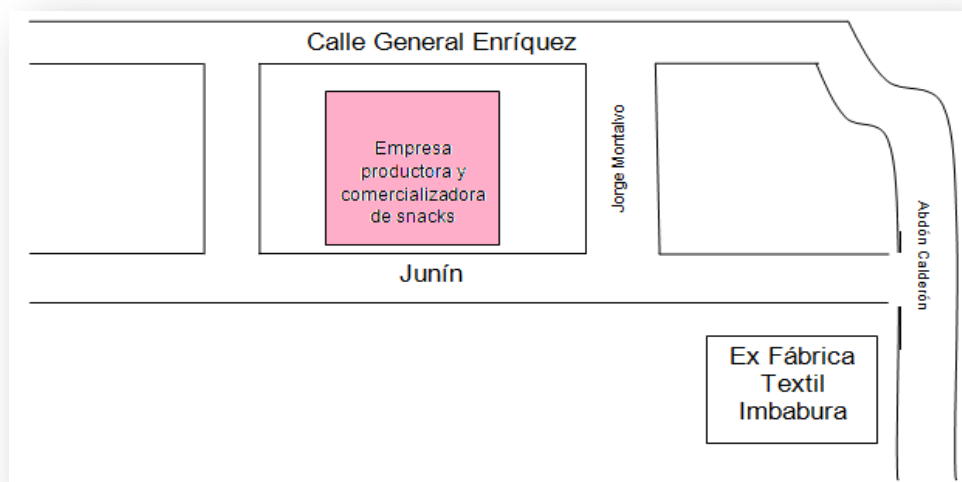 Calle General Enríquez
Empresa
productora y
comercializadora
de snacks
Jorge Montalvo
Abdón Calderón
Junín
Ex Fábrica
Textil
Imbabura